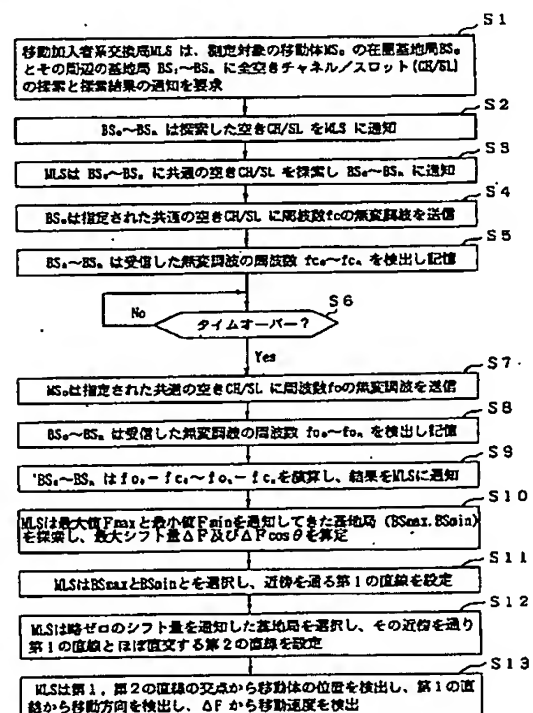 S1
移動加入者系交換局MLS は、測定対象の移動体MS。の在圏基地局BS。
とその周辺の基地局 BS₁〜BSₙ に全空きチャネル/スロット(CH/SL)
の探索と探索結果の通知を要求
S2
BS。〜BSₙ は探索した空きCH/SL をMLS に通知
S3
MLSは BS。〜BSₙ に共通の空きCH/SL を探索し BS。〜BSₙ に通知
S4
BS。は指定された共通の空きCH/SL に周波数fcの無変調波を送信
S5
BS。〜BSₙ は受信した無変調波の周波数 fc。〜fcₙ を検出し記憶
S6
タイムオーバー?
No
Yes
S7
MS。は指定された共通の空きCH/SL に周波数foの無変調波を送信
S8
BS。〜BSₙ は受信した無変調波の周波数 fo。〜foₙ を検出し記憶
S9
BS。〜BSₙ はfo。-fc。〜foₙ-fcₙを演算し、結果をMLSに通知
S10
MLSは最大値Fmaxと最小値Fminを通知してきた基地局 (BSmax,BSmin)
を探索し、最大シフト量ΔF及びΔFcosθを算定
S11
MLSはBSmaxとBSminとを選択し、近傍を通る第1の直線を設定
S12
MLSは略ゼロのシフト量を通知した基地局を選択し、その近傍を通り
第1の直線とほぼ直交する第2の直線を設定
S13
MLSは第1,第2の直線の交点から移動体の位置を検出し、第1の直
線から移動方向を検出し、ΔF から移動速度を検出